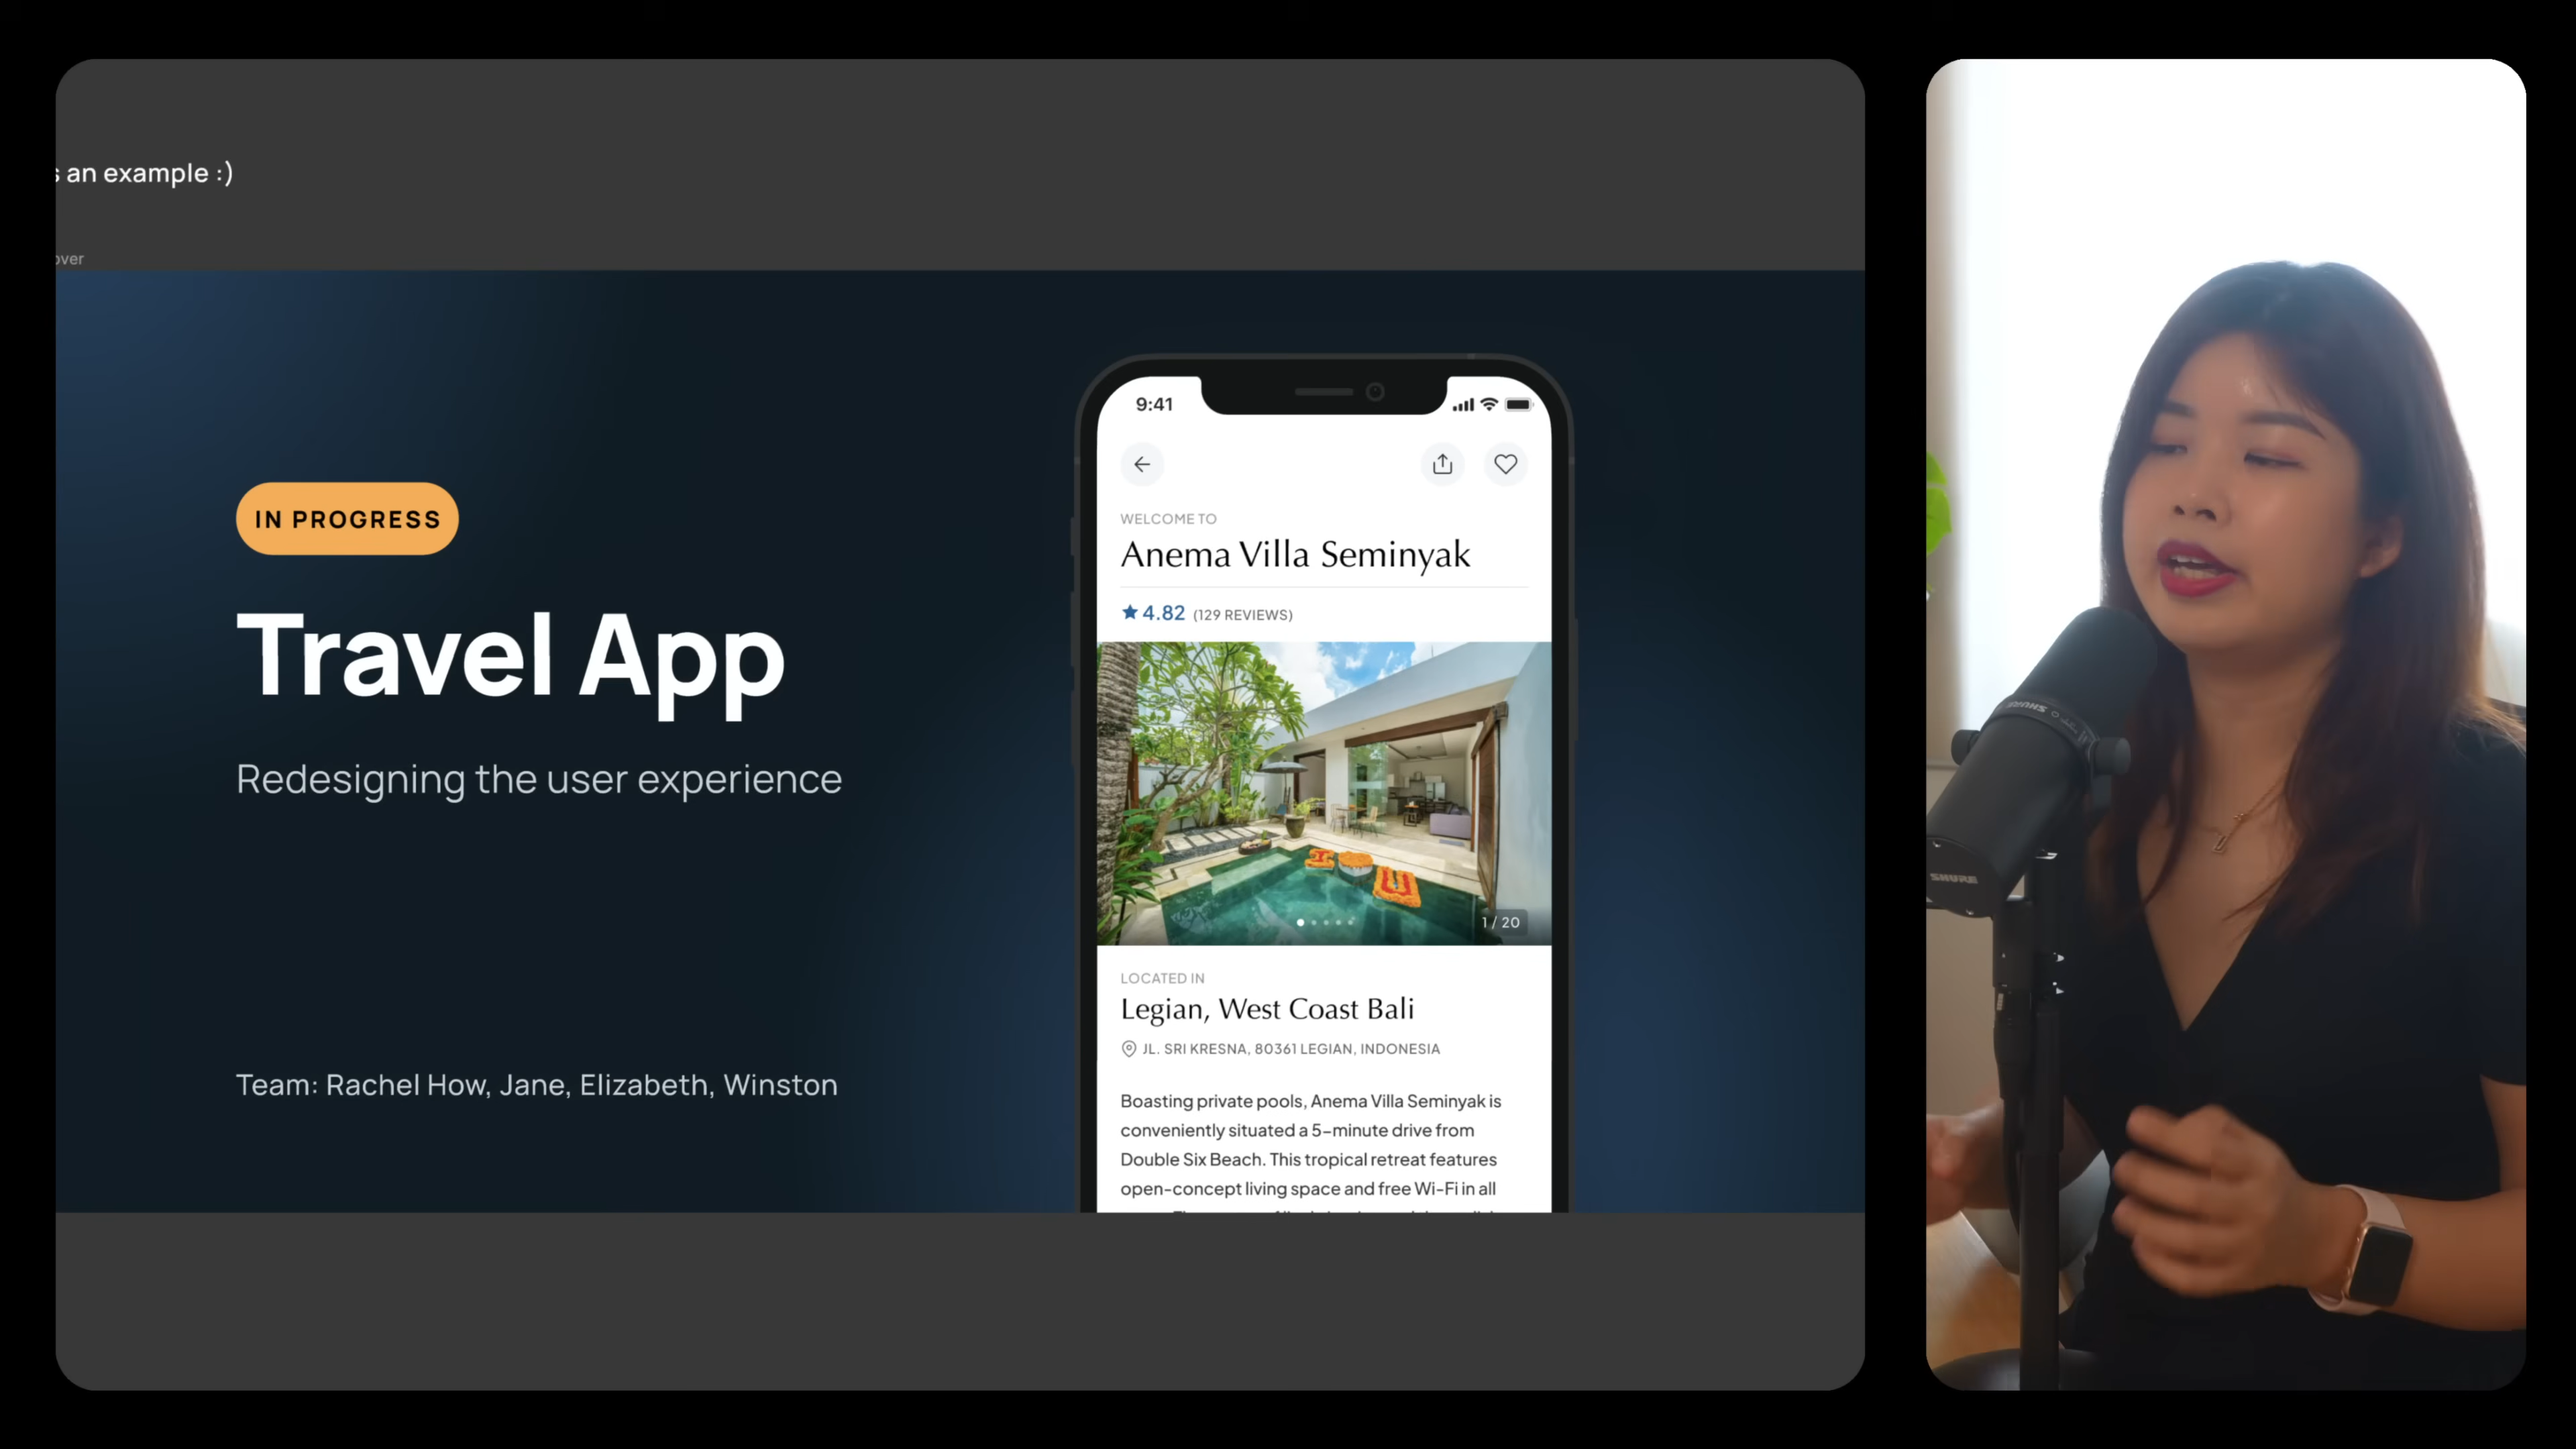 s an example :)
over
IN PROGRESS
Travel App
Redesigning the user experience
Team: Rachel How, Jane, Elizabeth, Winston
9:41
WELCOME TO
Anema Villa Seminyak
4.82 (129 REVIEWS)
1 / 20
LOCATED IN
Legian, West Coast Bali
JL. SRI KRESNA, 80361 LEGIAN, INDONESIA
Boasting private pools, Anema Villa Seminyak is
conveniently situated a 5-minute drive from
Double Six Beach. This tropical retreat features
open-concept living space and free Wi-Fi in all
SHURE
SHURE